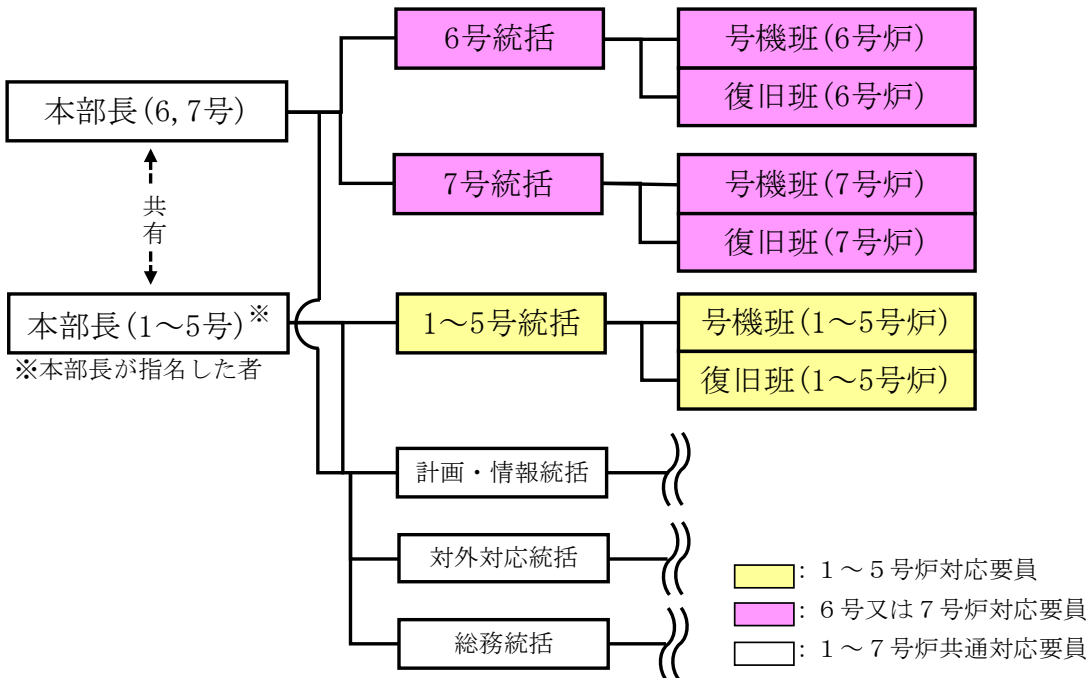 6号統括
号機班(6号炉)
復旧班(6号炉)
本部長(6,7号)
7号統括
号機班(7号炉)
復旧班(7号炉)
共有
本部長(1～5号)※
※本部長が指名した者
1～5号統括
号機班(1～5号炉)
復旧班(1～5号炉)
計画・情報統括
対外対応統括
総務統括
：１～５号炉対応要員
：６号又は７号炉対応要員
：１～７号炉共通対応要員